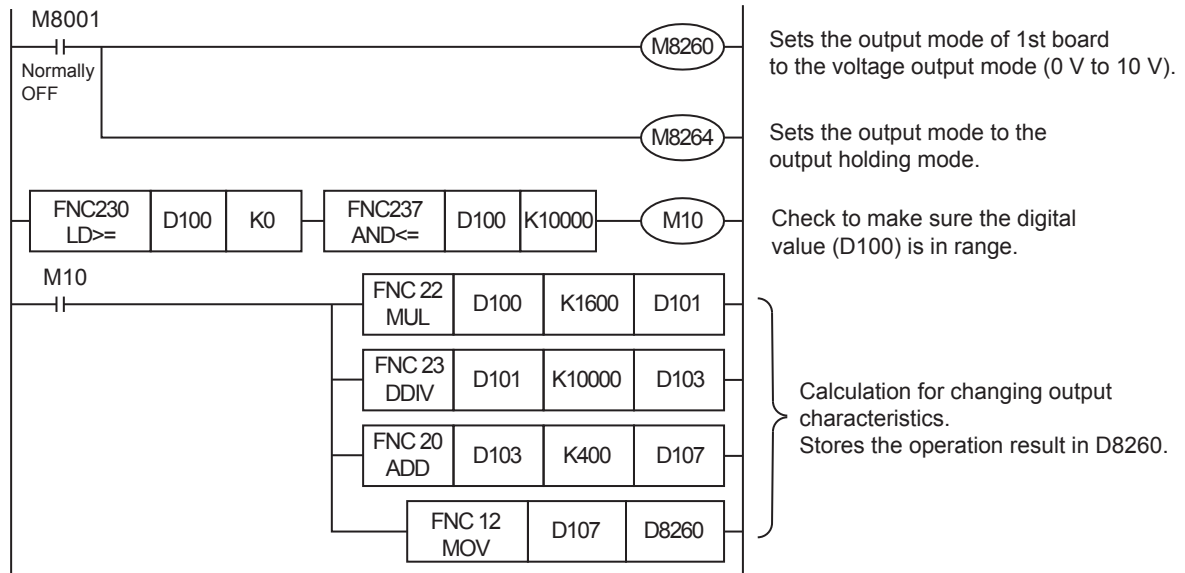 M8001
Normally
OFF
M8260
Sets the output mode of 1st board
to the voltage output mode (0 V to 10 V).
M8264
Sets the output mode to the
output holding mode.
FNC230
LD>=
D100
K0
FNC237
AND<=
D100
K10000
M10
Check to make sure the digital
value (D100) is in range.
M10
FNC 22
MUL
D100
K1600
D101
FNC 23
DDIV
D101
K10000
D103
FNC 20
ADD
D103
K400
D107
FNC 12
MOV
D107
D8260
Calculation for changing output
characteristics.
Stores the operation result in D8260.